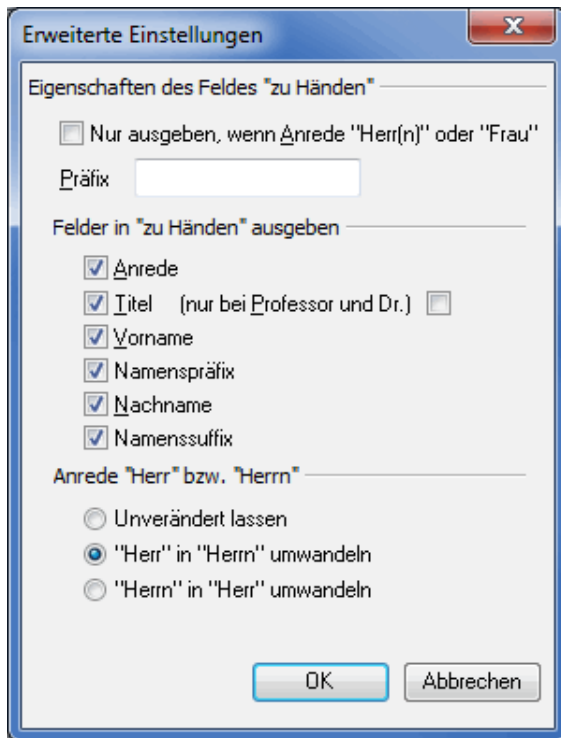 Erweiterte Einstellungen
Eigenschaften des Feldes "zu Händen"
Nur ausgeben, wenn Anrede "Herr(n)" oder "Frau"
Präfix
Felder in "zu Händen" ausgeben
Anrede
Titel (nur bei Professor und Dr.)
Vorname
Namenspräfix
Nachname
Namenssuffix
Anrede "Herr" bzw. "Herrn"
Unverändert lassen
"Herr" in "Herrn" umwandeln
"Herrn" in "Herr" umwandeln
OK Abbrechen